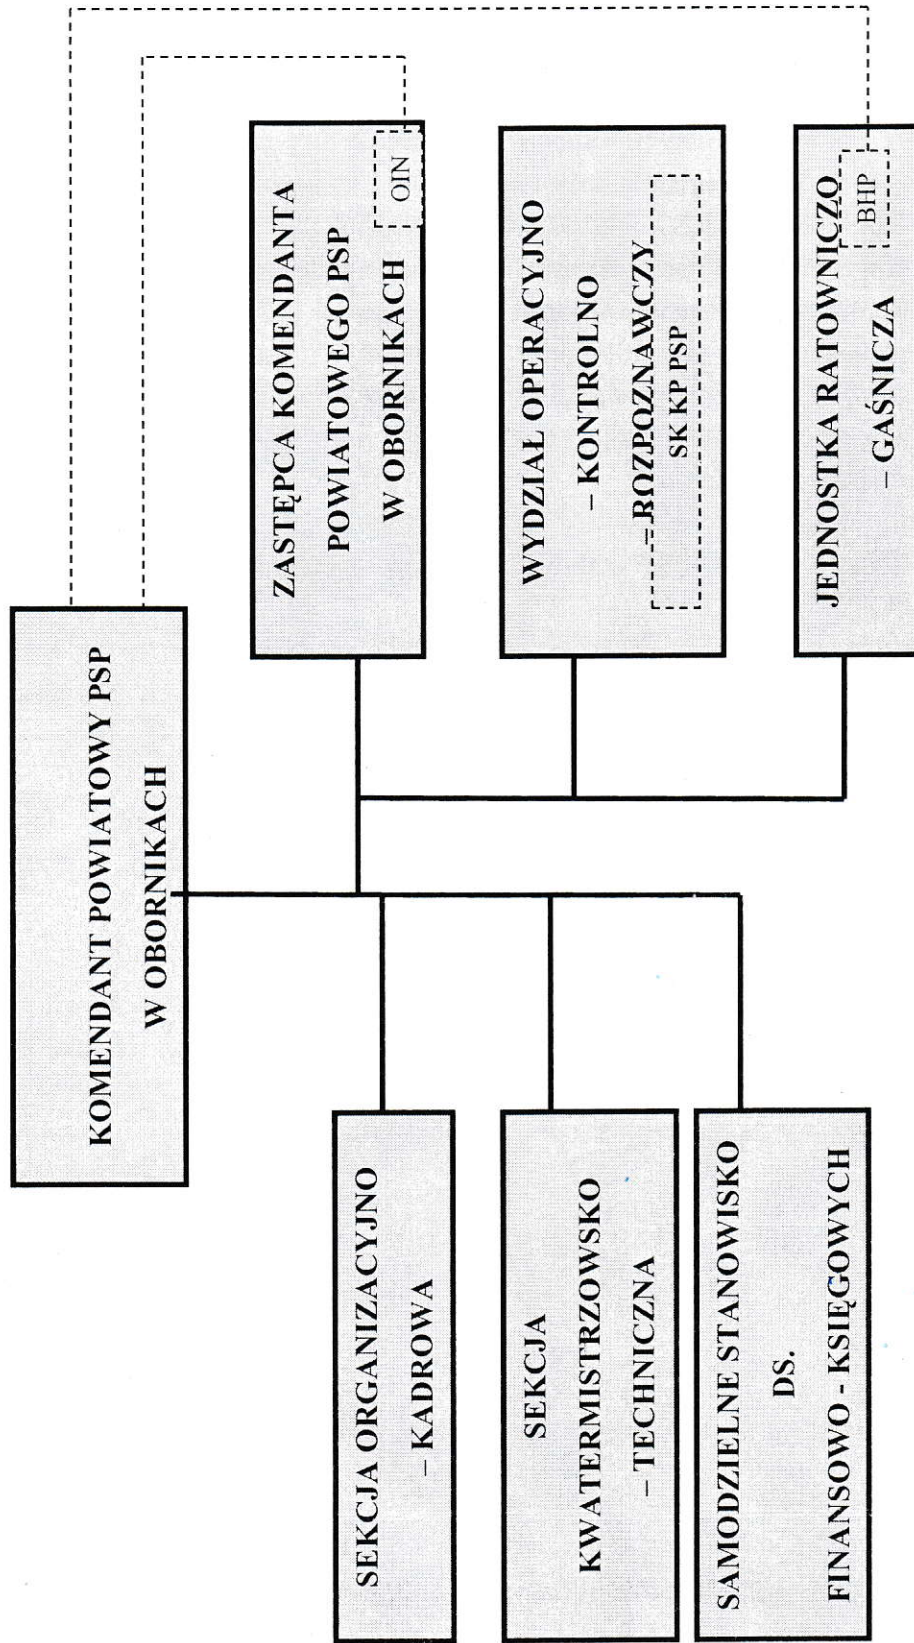 KOMENDANT POWIATOWY PSP
W OBORNIKACH
SEKCJA ORGANIZACYJNO
– KADROWA
SEKCJA
KWATERMISTRZOWSKO
– TECHNICZNA
SAMODZIELNE STANOWISKO
DS.
FINANSOWO - KSIĘGOWYCH
ZASTĘPCA KOMENDANTA
POWIATOWEGO PSP
W OBORNIKACH
OIN
WYDZIAŁ OPERACYJNO
– KONTROLNO
– ROZPOZNAWCZY
SK KP PSP
JEDNOSTKA RATOWNICZO
– GAŚNICZA
BHP